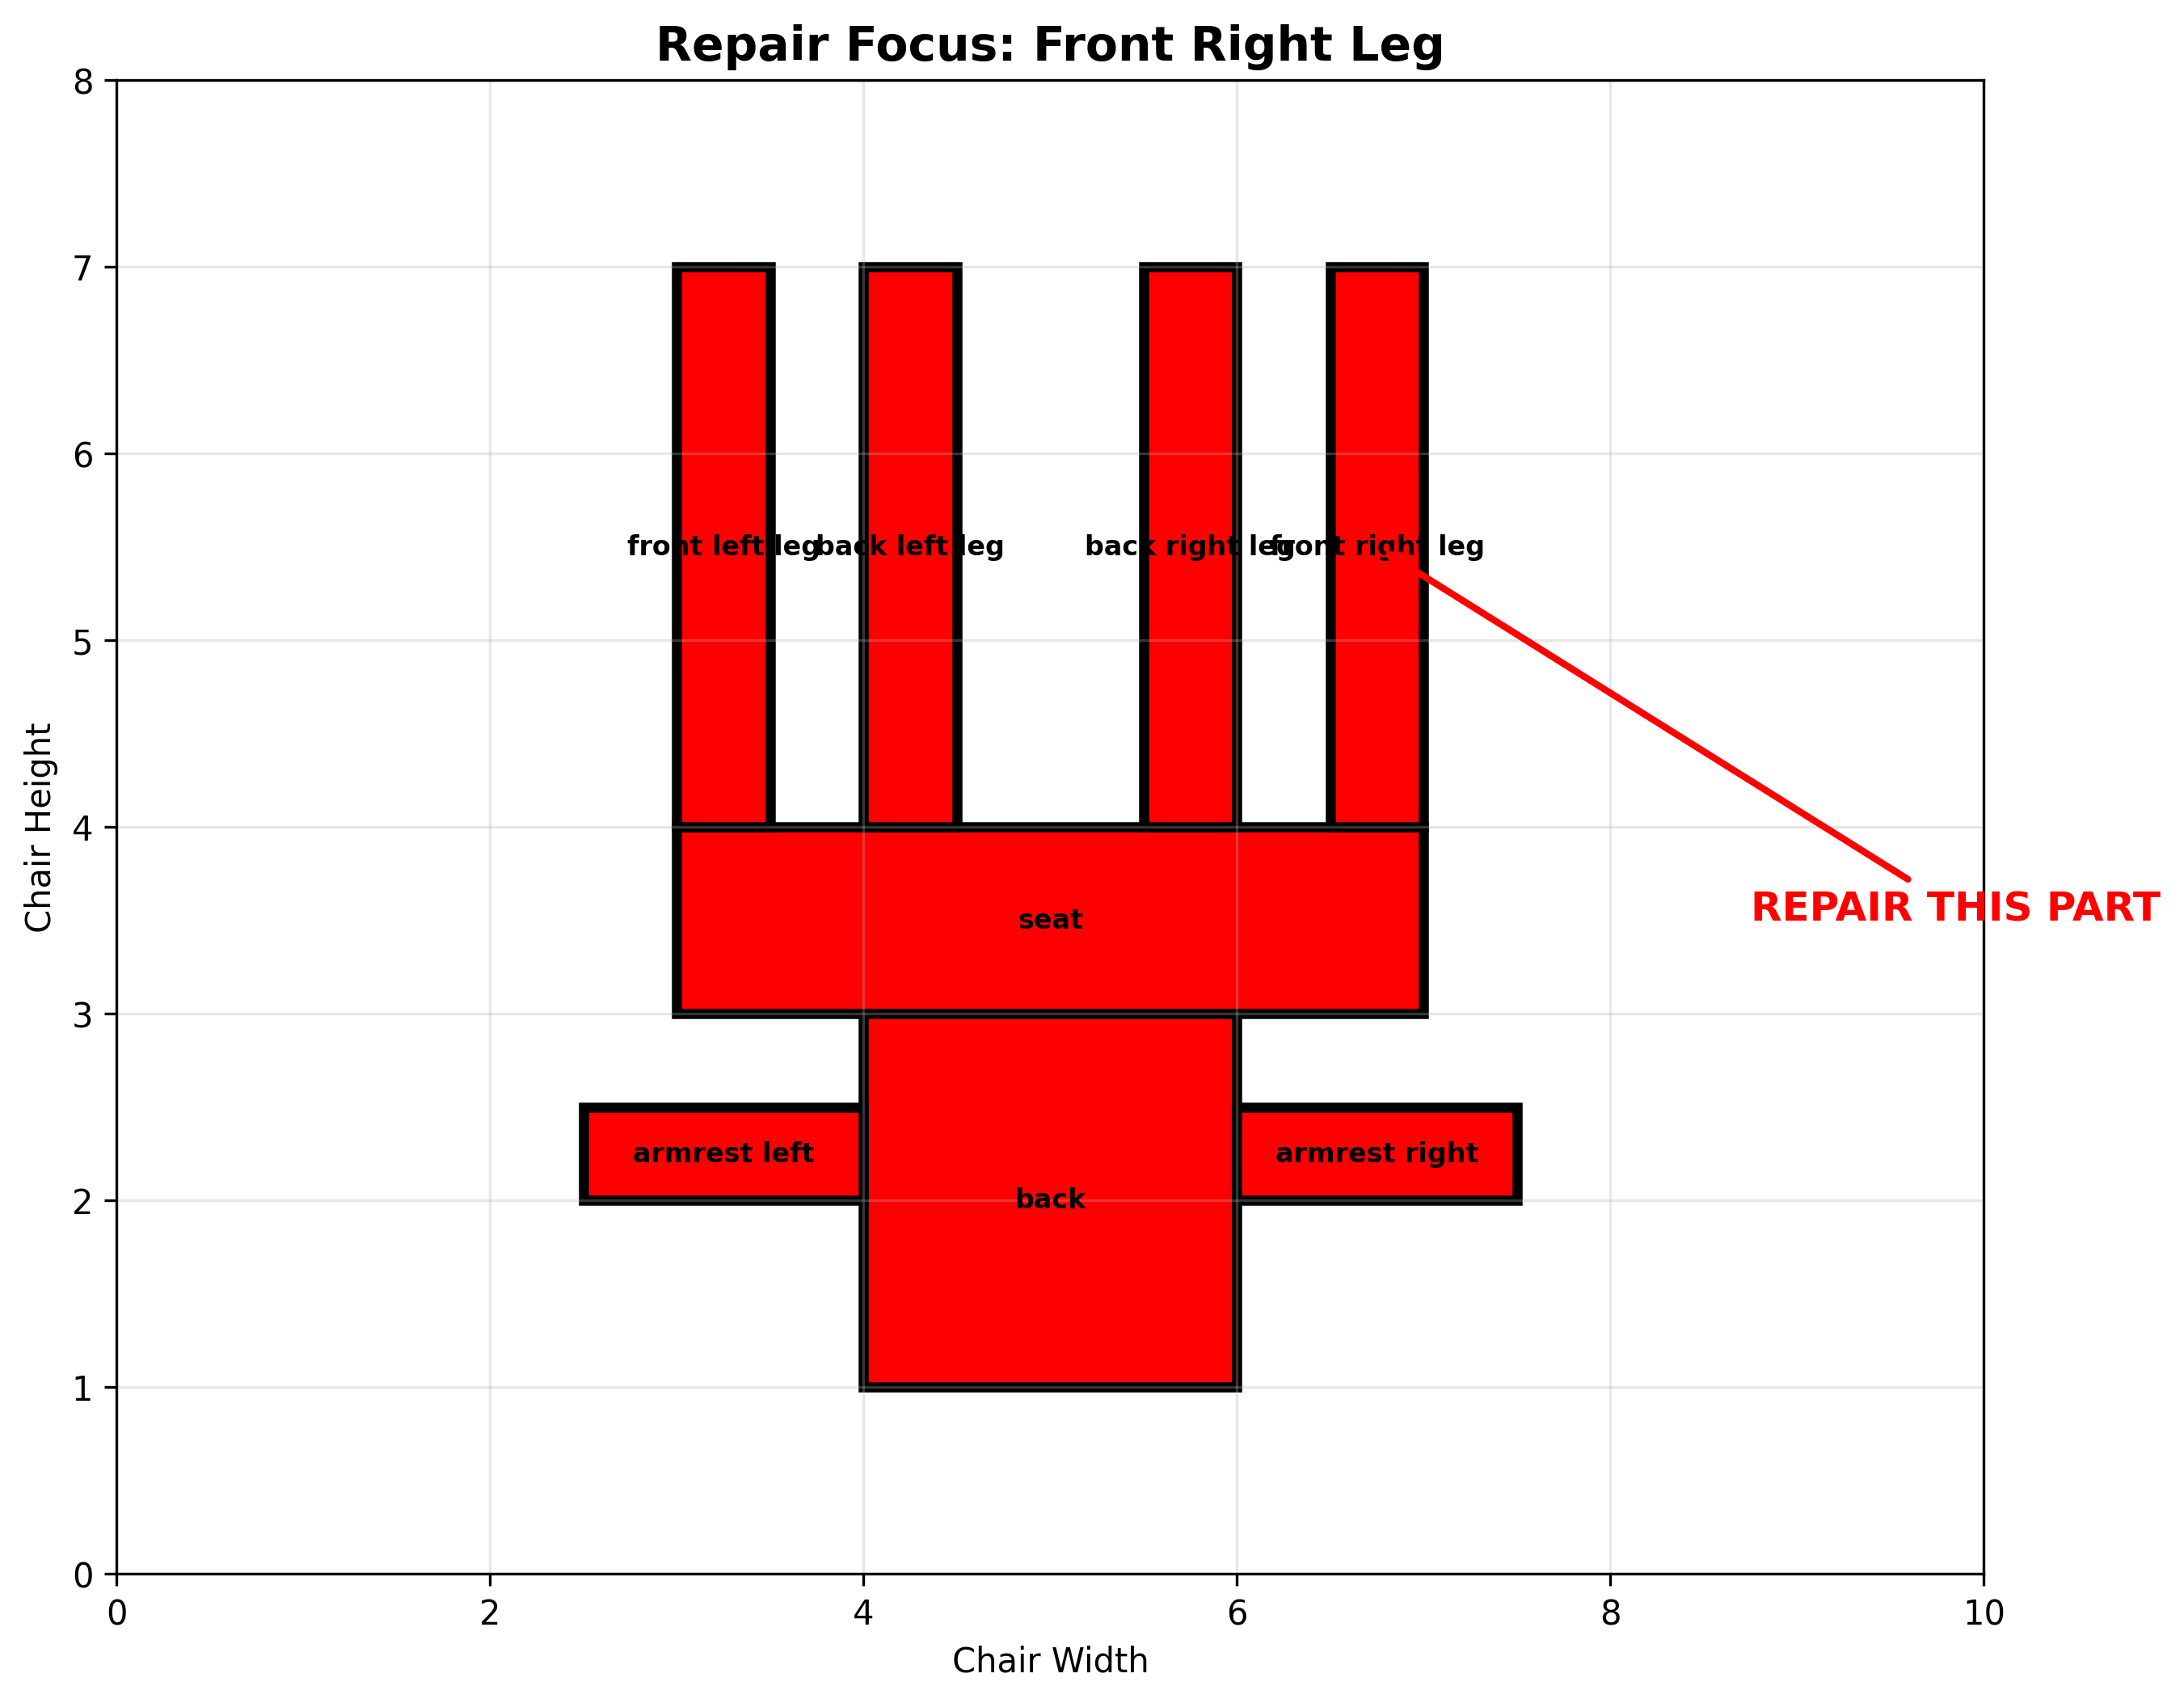 Repair Focus: Front Right Leg
8
7
6
front left leg
back left leg
back right leg
front right leg
5
4
REPAIR THIS PART
seat
3
armrest left
armrest right
2
back
1
0
0 2 4 6 8 10
Chair Width
Chair Height